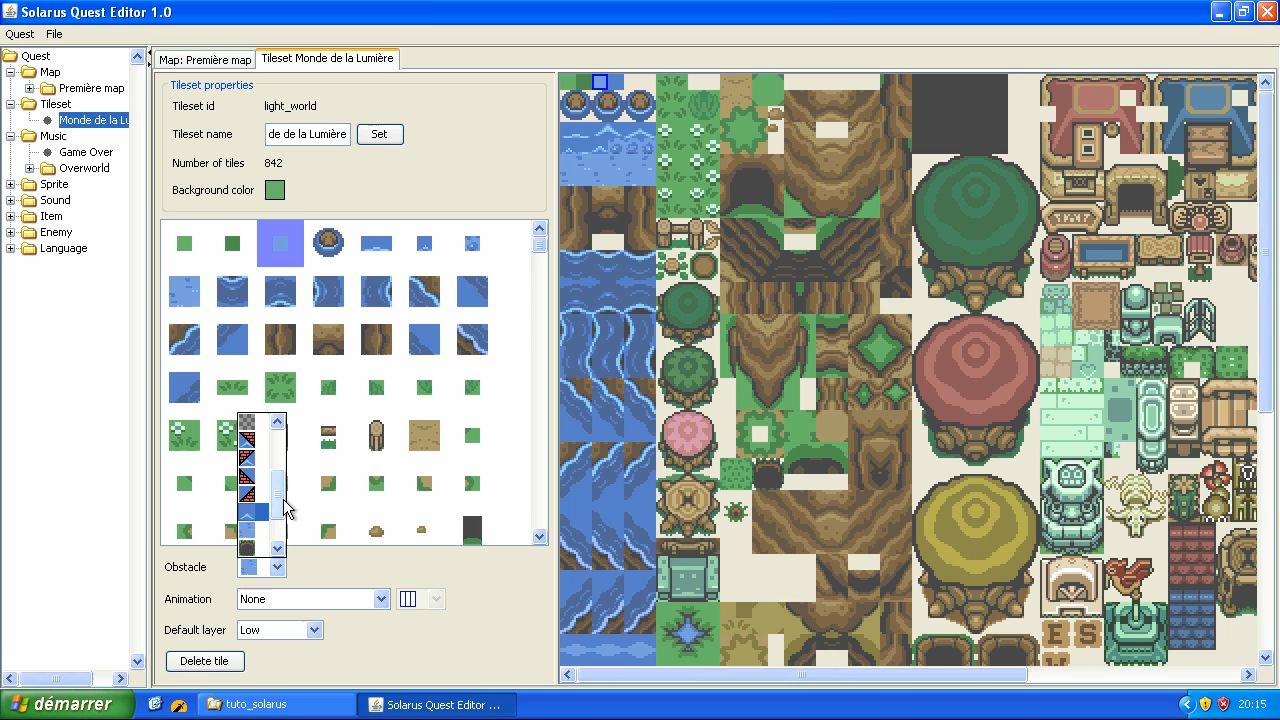 Solarus Quest Editor 1.0
Quest File
Quest
Map
Première map
Tileset
Monde de la Lu
Music
Game Over
Overworld
Sprite
Sound
Item
Enemy
Language
Map: Première map
Tileset Monde de la Lumière
Tileset properties
Tileset id light_world
Tileset name de de la Lumière Set
Number of tiles 842
Background color
Obstacle
Animation None
Default layer Low
Delete tile
E S
démarrer
tuto_solarus
Solarus Quest Editor ...
20:15